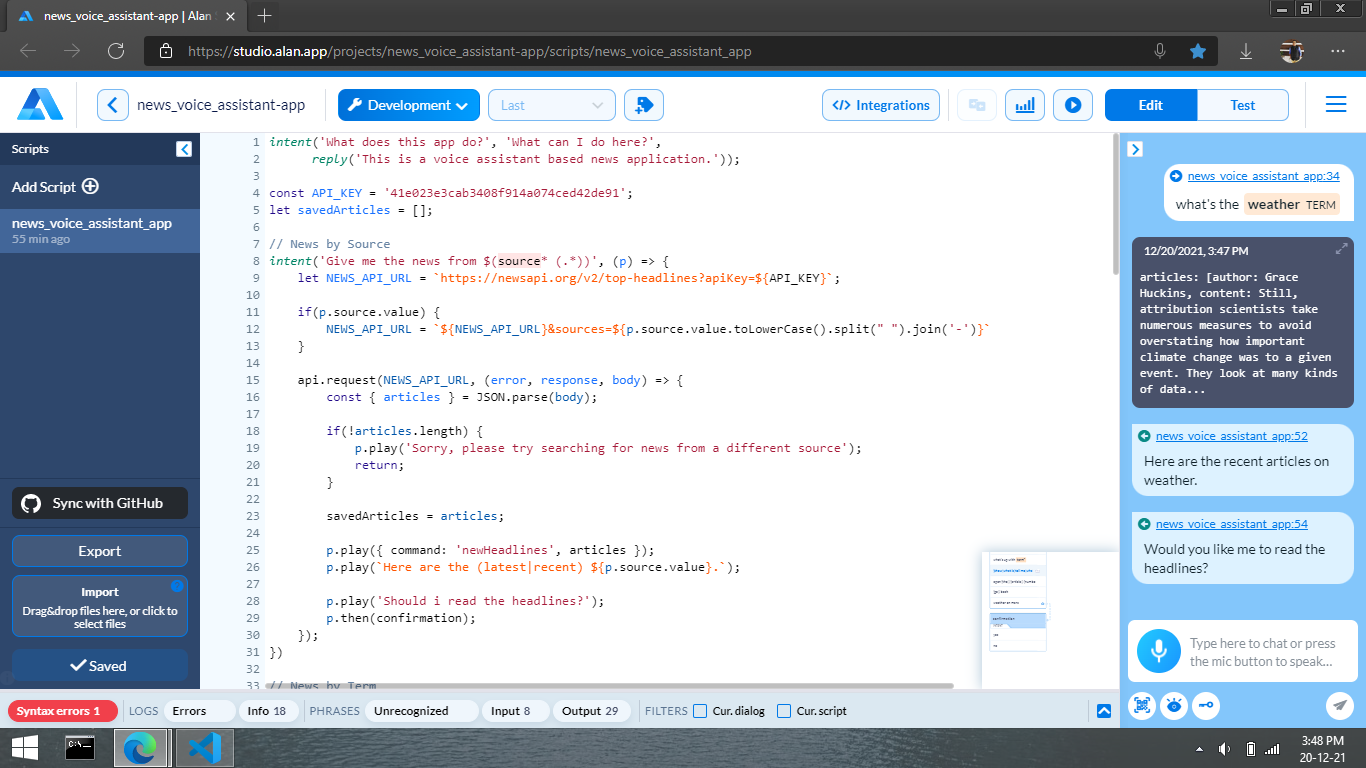 news_voice_assistant-app | Alan
https://studio.alan.app/projects/news_voice_assistant-app/scripts/news_voice_assistant_app
news_voice_assistant-app
Development
Last
</> Integrations
Edit
Test
Scripts
Add Script
news_voice_assistant_app
55 min ago
Sync with GitHub
Export
Import
Drag&drop files here, or click to
select files
Saved
1 intent('What does this app do?', 'What can I do here?',
2 reply('This is a voice assistant based news application.'));
3
4 const API_KEY = '41e023e3cab3408f914a074ced42de91';
5 let savedArticles = [];
6
7 // News by Source
8 intent('Give me the news from $(source* (.*))', (p) => {
9 let NEWS_API_URL = `https://newsapi.org/v2/top-headlines?apiKey=${API_KEY}`;
10
11 if(p.source.value) {
12 NEWS_API_URL = `${NEWS_API_URL}&sources=${p.source.value.toLowerCase().split(" ").join('-')}`
13 }
14
15 api.request(NEWS_API_URL, (error, response, body) => {
16 const { articles } = JSON.parse(body);
17
18 if(!articles.length) {
19 p.play('Sorry, please try searching for news from a different source');
20 return;
21 }
22
23 savedArticles = articles;
24
25 p.play({ command: 'newHeadlines', articles });
26 p.play(`Here are the (latest|recent) ${p.source.value}.`);
27
28 p.play('Should i read the headlines?');
29 p.then(confirmation);
30 });
31 })
32
33 // News by Term
news_voice_assistant_app:34
what's the weather TERM
12/20/2021, 3:47 PM
articles: [author: Grace
Huckins, content: Still,
attribution scientists take
numerous measures to avoid
overstating how important
climate change was to a given
event. They look at many kinds
of data...
news_voice_assistant_app:52
Here are the recent articles on
weather.
news_voice_assistant_app:54
Would you like me to read the
headlines?
Type here to chat or press
the mic button to speak...
confirmation
Syntax errors 1
LOGS
Errors
Info 18
PHRASES
Unrecognized
Input 8
Output 29
FILTERS
Cur. dialog
Cur. script
3:48 PM
20-12-21